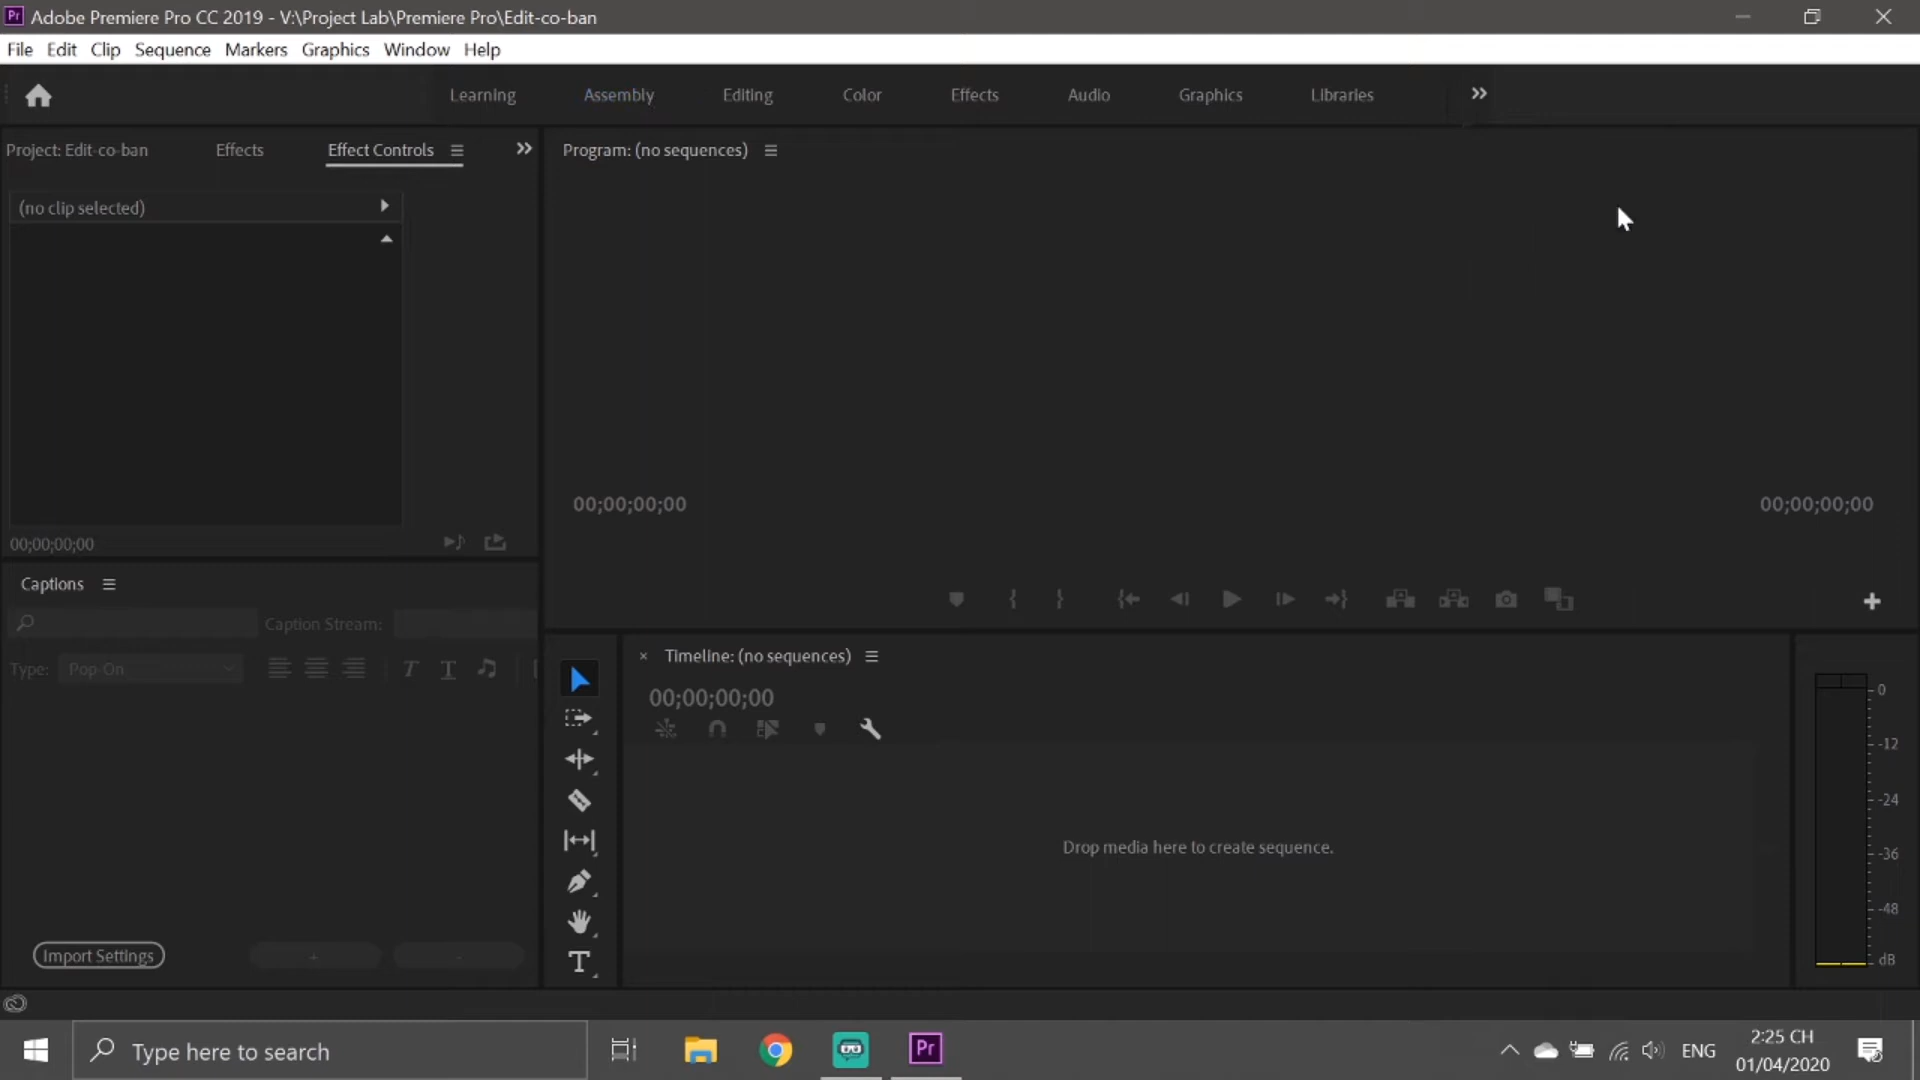 Pr Adobe Premiere Pro CC 2019 - V:\Project Lab\Premiere Pro\Edit-co-ban
File Edit Clip Sequence Markers Graphics Window Help
Learning Assembly Editing Color Effects Audio Graphics Libraries
Project: Edit-co-ban Effects Effect Controls
Program: (no sequences)
(no clip selected)
00;00;00;00 00;00;00;00
00;00;00;00
Captions
Caption Stream:
Type: Pop On
Timeline: (no sequences)
00;00;00;00
Drop media here to create sequence.
Import Settings + -
T
0
-12
-24
-36
-48
dB
Type here to search
Pr
ENG
2:25 CH
01/04/2020